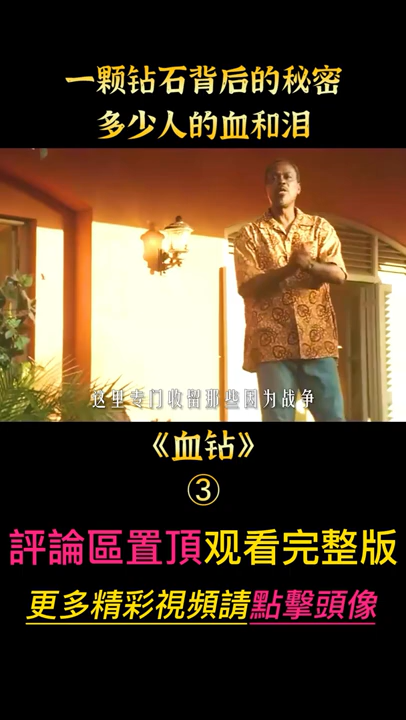 一颗钻石背后的秘密
多少人的血和泪
这里专门收留那些因为战争
《血钻》
③
評論區置頂观看完整版
更多精彩視頻請點擊頭像